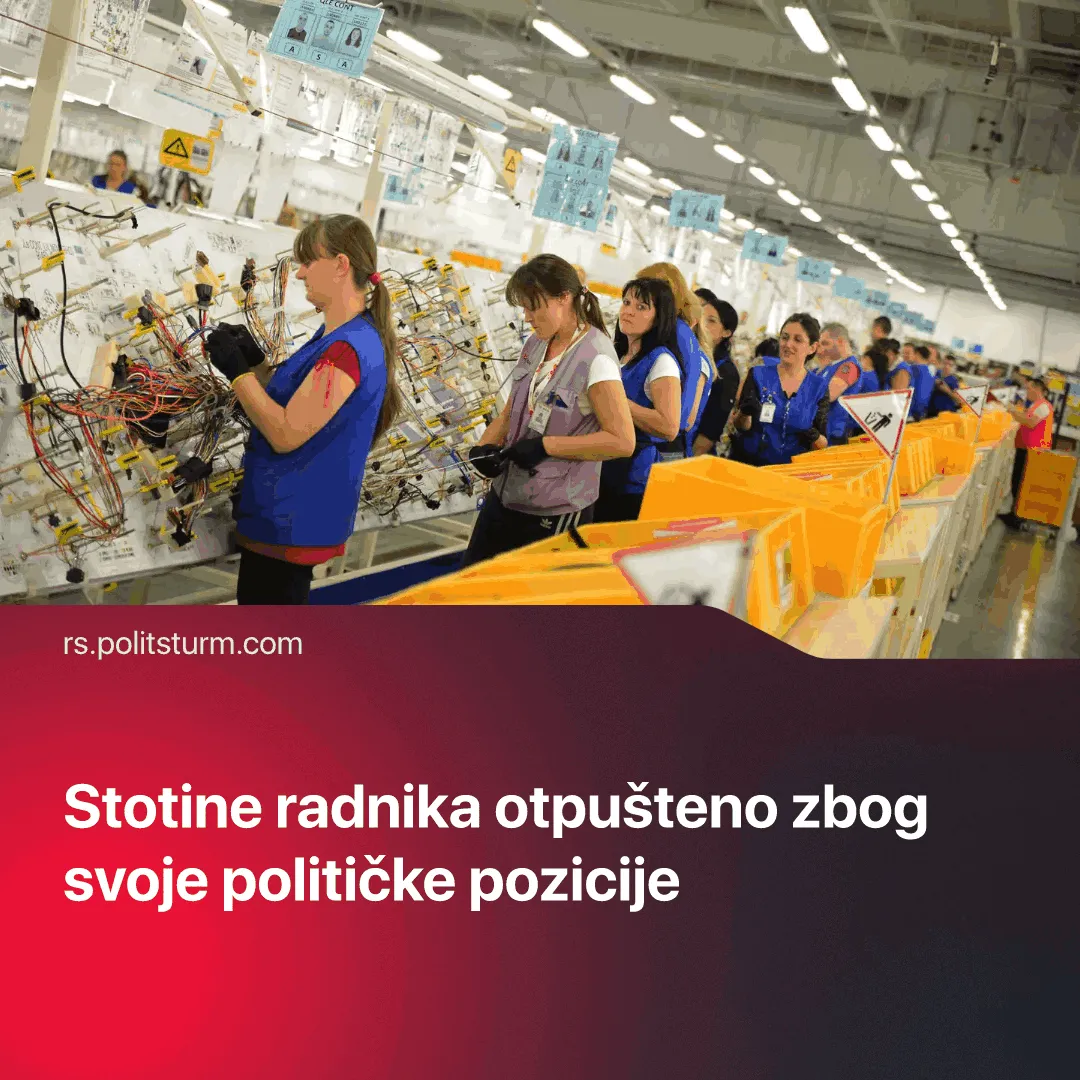 A S A
rs.politsturm.com
Stotine radnika otpušteno zbog
svoje političke pozicije